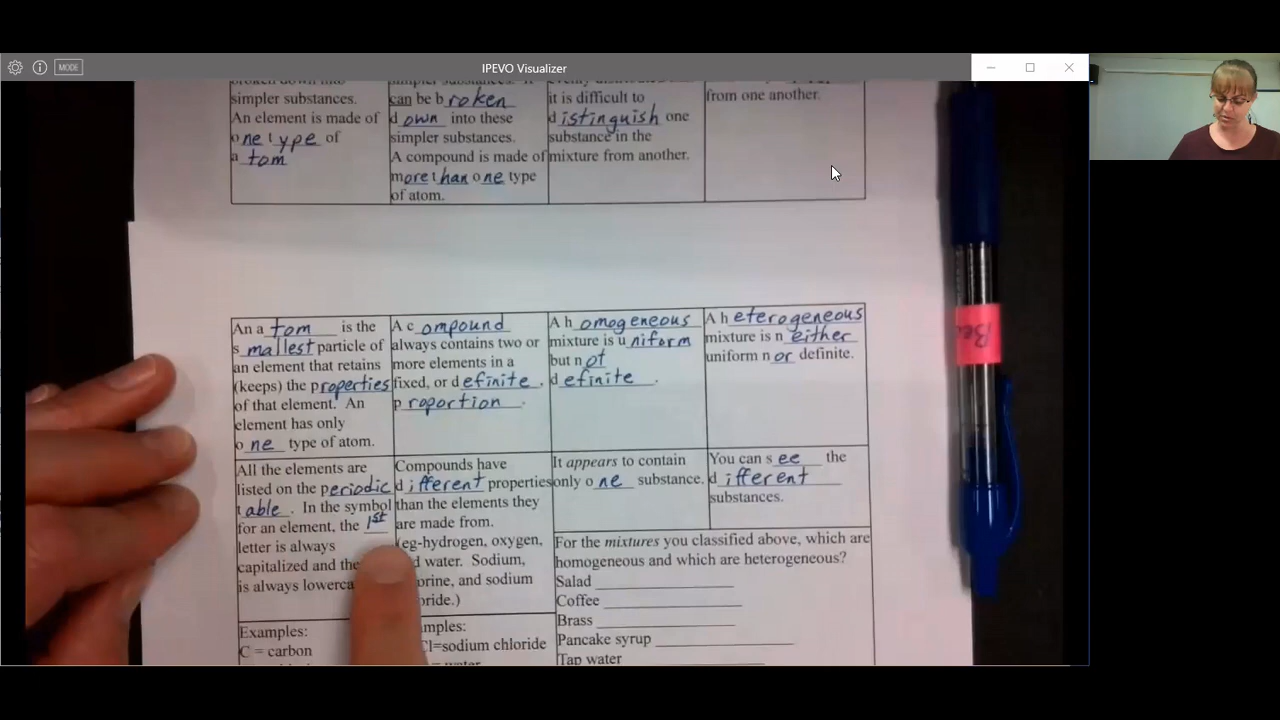 MODE
IPEVO Visualizer
simpler substances.
An element is made of
one type of
atom
can be broken
down into these
simpler substances.
A compound is made of
more than one type
of atom.
it is difficult to
distinguish one
substance in the
mixture from another.
from one another.
An atom is the
smallest particle of
an element that retains
(keeps) the properties
of that element. An
element has only
one type of atom.
A compound
always contains two or
more elements in a
fixed, or definite.
proportion.
A homogeneous
mixture is uniform
but not
definite.
A heterogeneous
mixture is neither
uniform nor definite.
All the elements are
listed on the periodic
table. In the symbol
for an element, the 1st
letter is always
capitalized and the
is always
Compounds have
different properties
than the elements they
are made from.
(eg-hydrogen, oxygen,
water. Sodium,
and sodium
It appears to contain
only one substance.
You can see the
different
substances.
For the mixtures you classified above, which are
homogeneous and which are heterogeneous?
Salad
Coffee
Brass
Pancake syrup
Tap water
Examples:
C = carbon
=sodium chloride